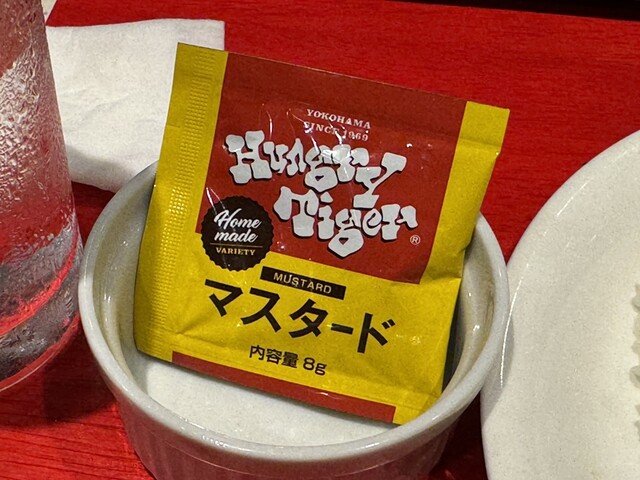 YOKOHAMA
SINCE 1969
Hungry
Tiger®
Home
made
VARIETY
MUSTARD
マスタード
内容量 8g